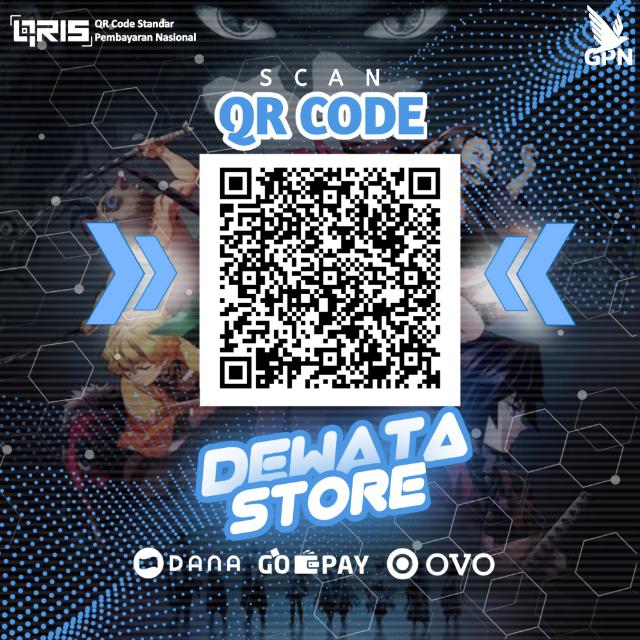 QRIS QR Code Standar
Pembayaran Nasional
GPN
SCAN
QR CODE
DEWATA
STORE
DANA GOPAY OVO